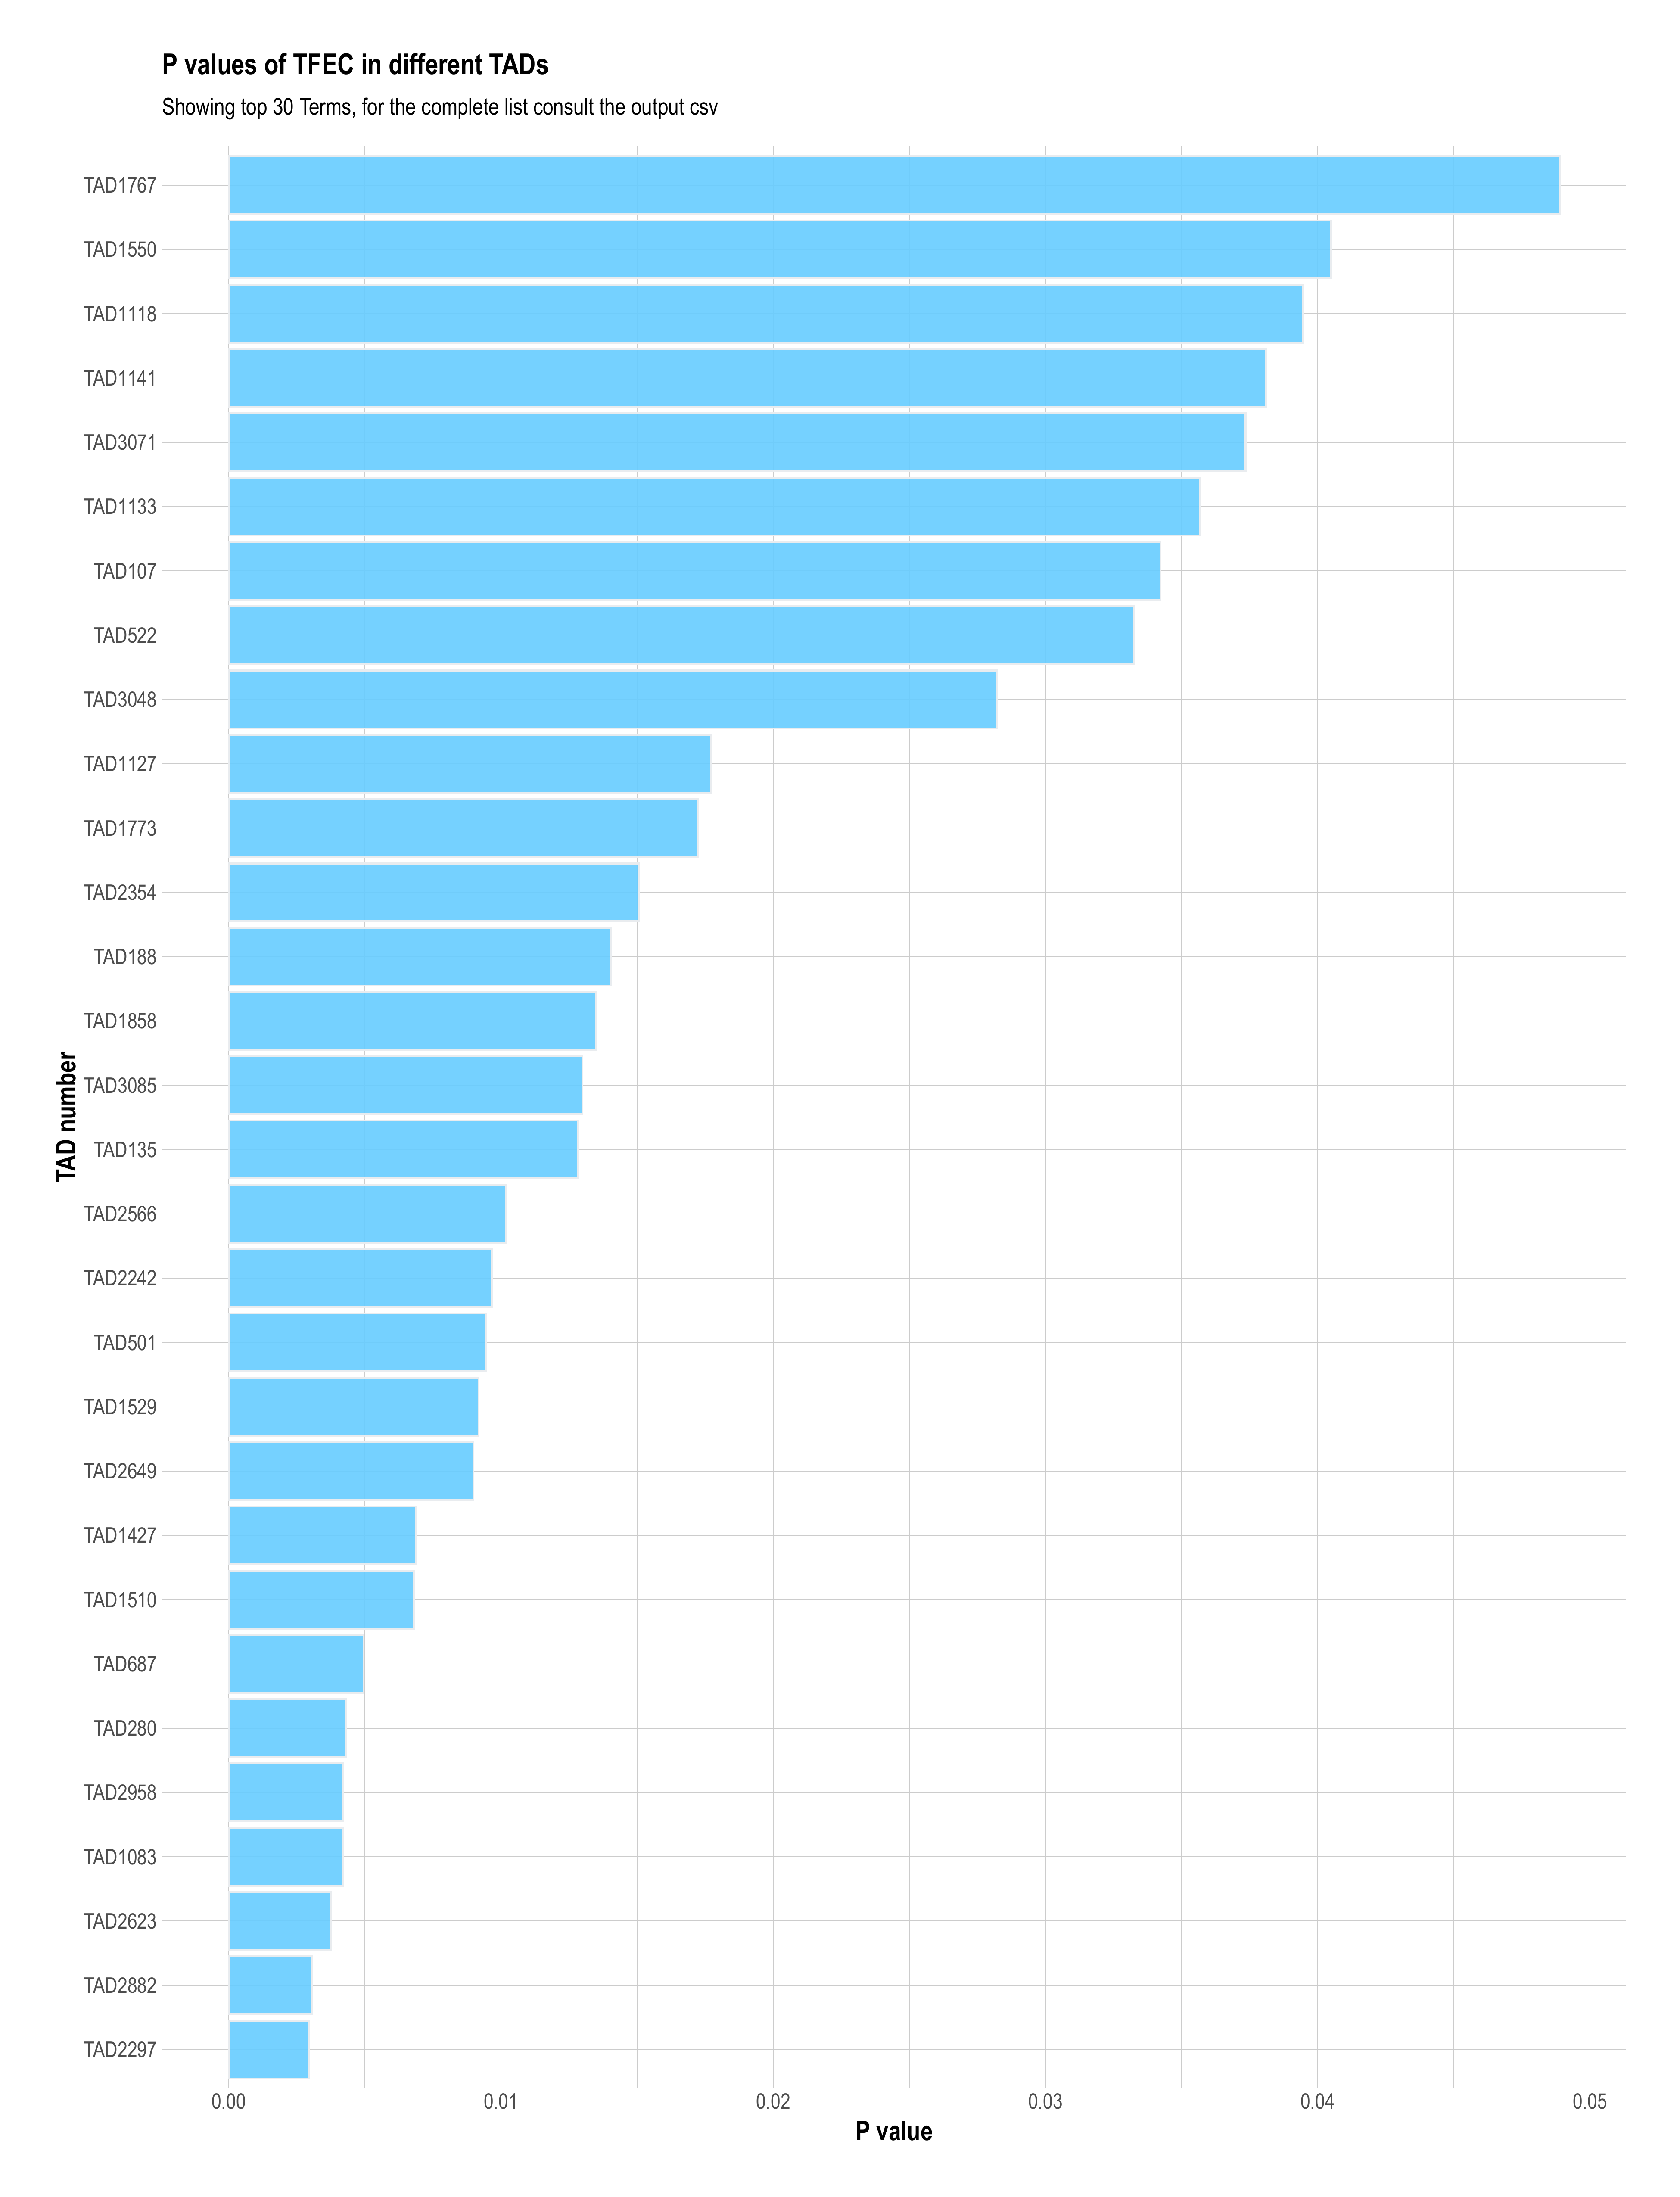 P values of TFEC in different TADs
Showing top 30 Terms, for the complete list consult the output csv
TAD1767
TAD1550
TAD1118
TAD1141
TAD3071
TAD1133
TAD107
TAD522
TAD3048
TAD1127
TAD1773
TAD2354
TAD188
TAD1858
TAD3085
TAD135
TAD2566
TAD2242
TAD501
TAD1529
TAD2649
TAD1427
TAD1510
TAD687
TAD280
TAD2958
TAD1083
TAD2623
TAD2882
TAD2297
TAD number
0.00 0.01 0.02 0.03 0.04 0.05
P value